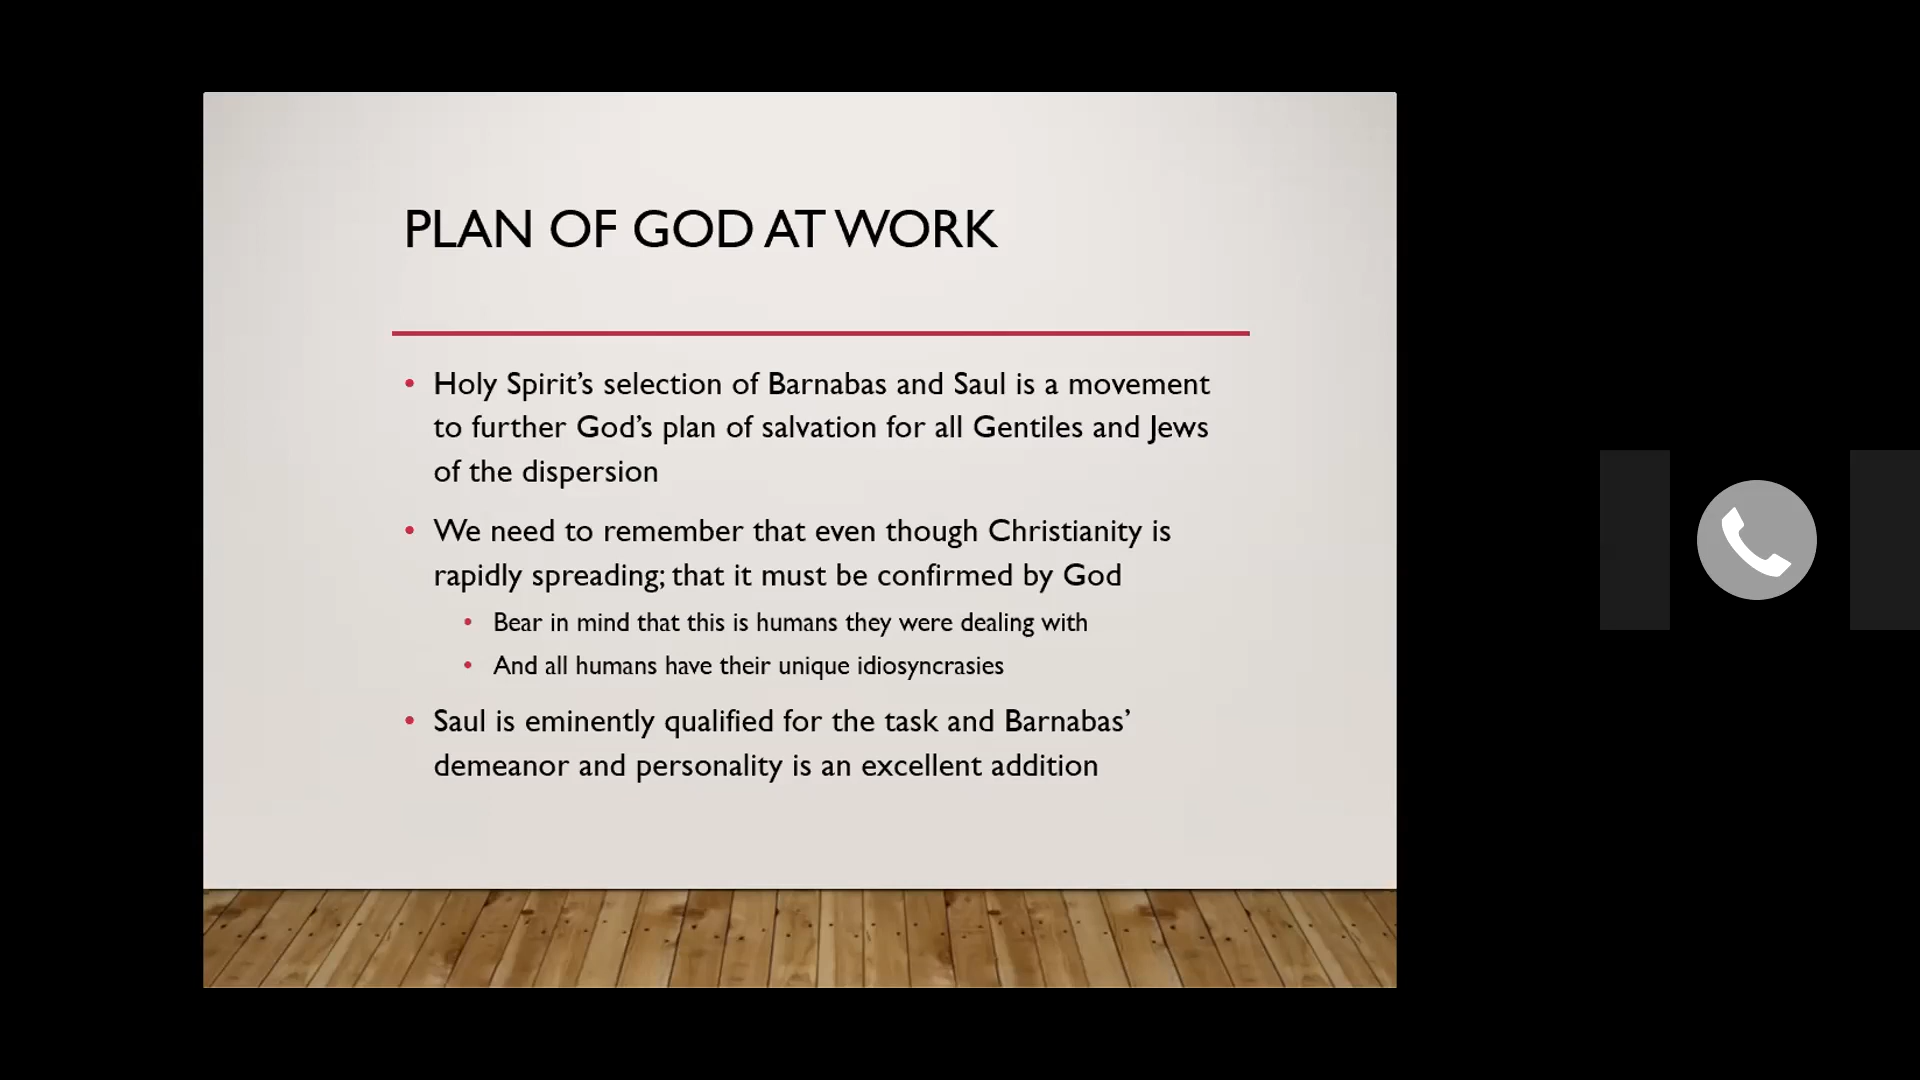 PLAN OF GOD AT WORK
• Holy Spirit’s selection of Barnabas and Saul is a movement
to further God’s plan of salvation for all Gentiles and Jews
of the dispersion
• We need to remember that even though Christianity is
rapidly spreading; that it must be confirmed by God
• Bear in mind that this is humans they were dealing with
• And all humans have their unique idiosyncrasies
• Saul is eminently qualified for the task and Barnabas’
demeanor and personality is an excellent addition